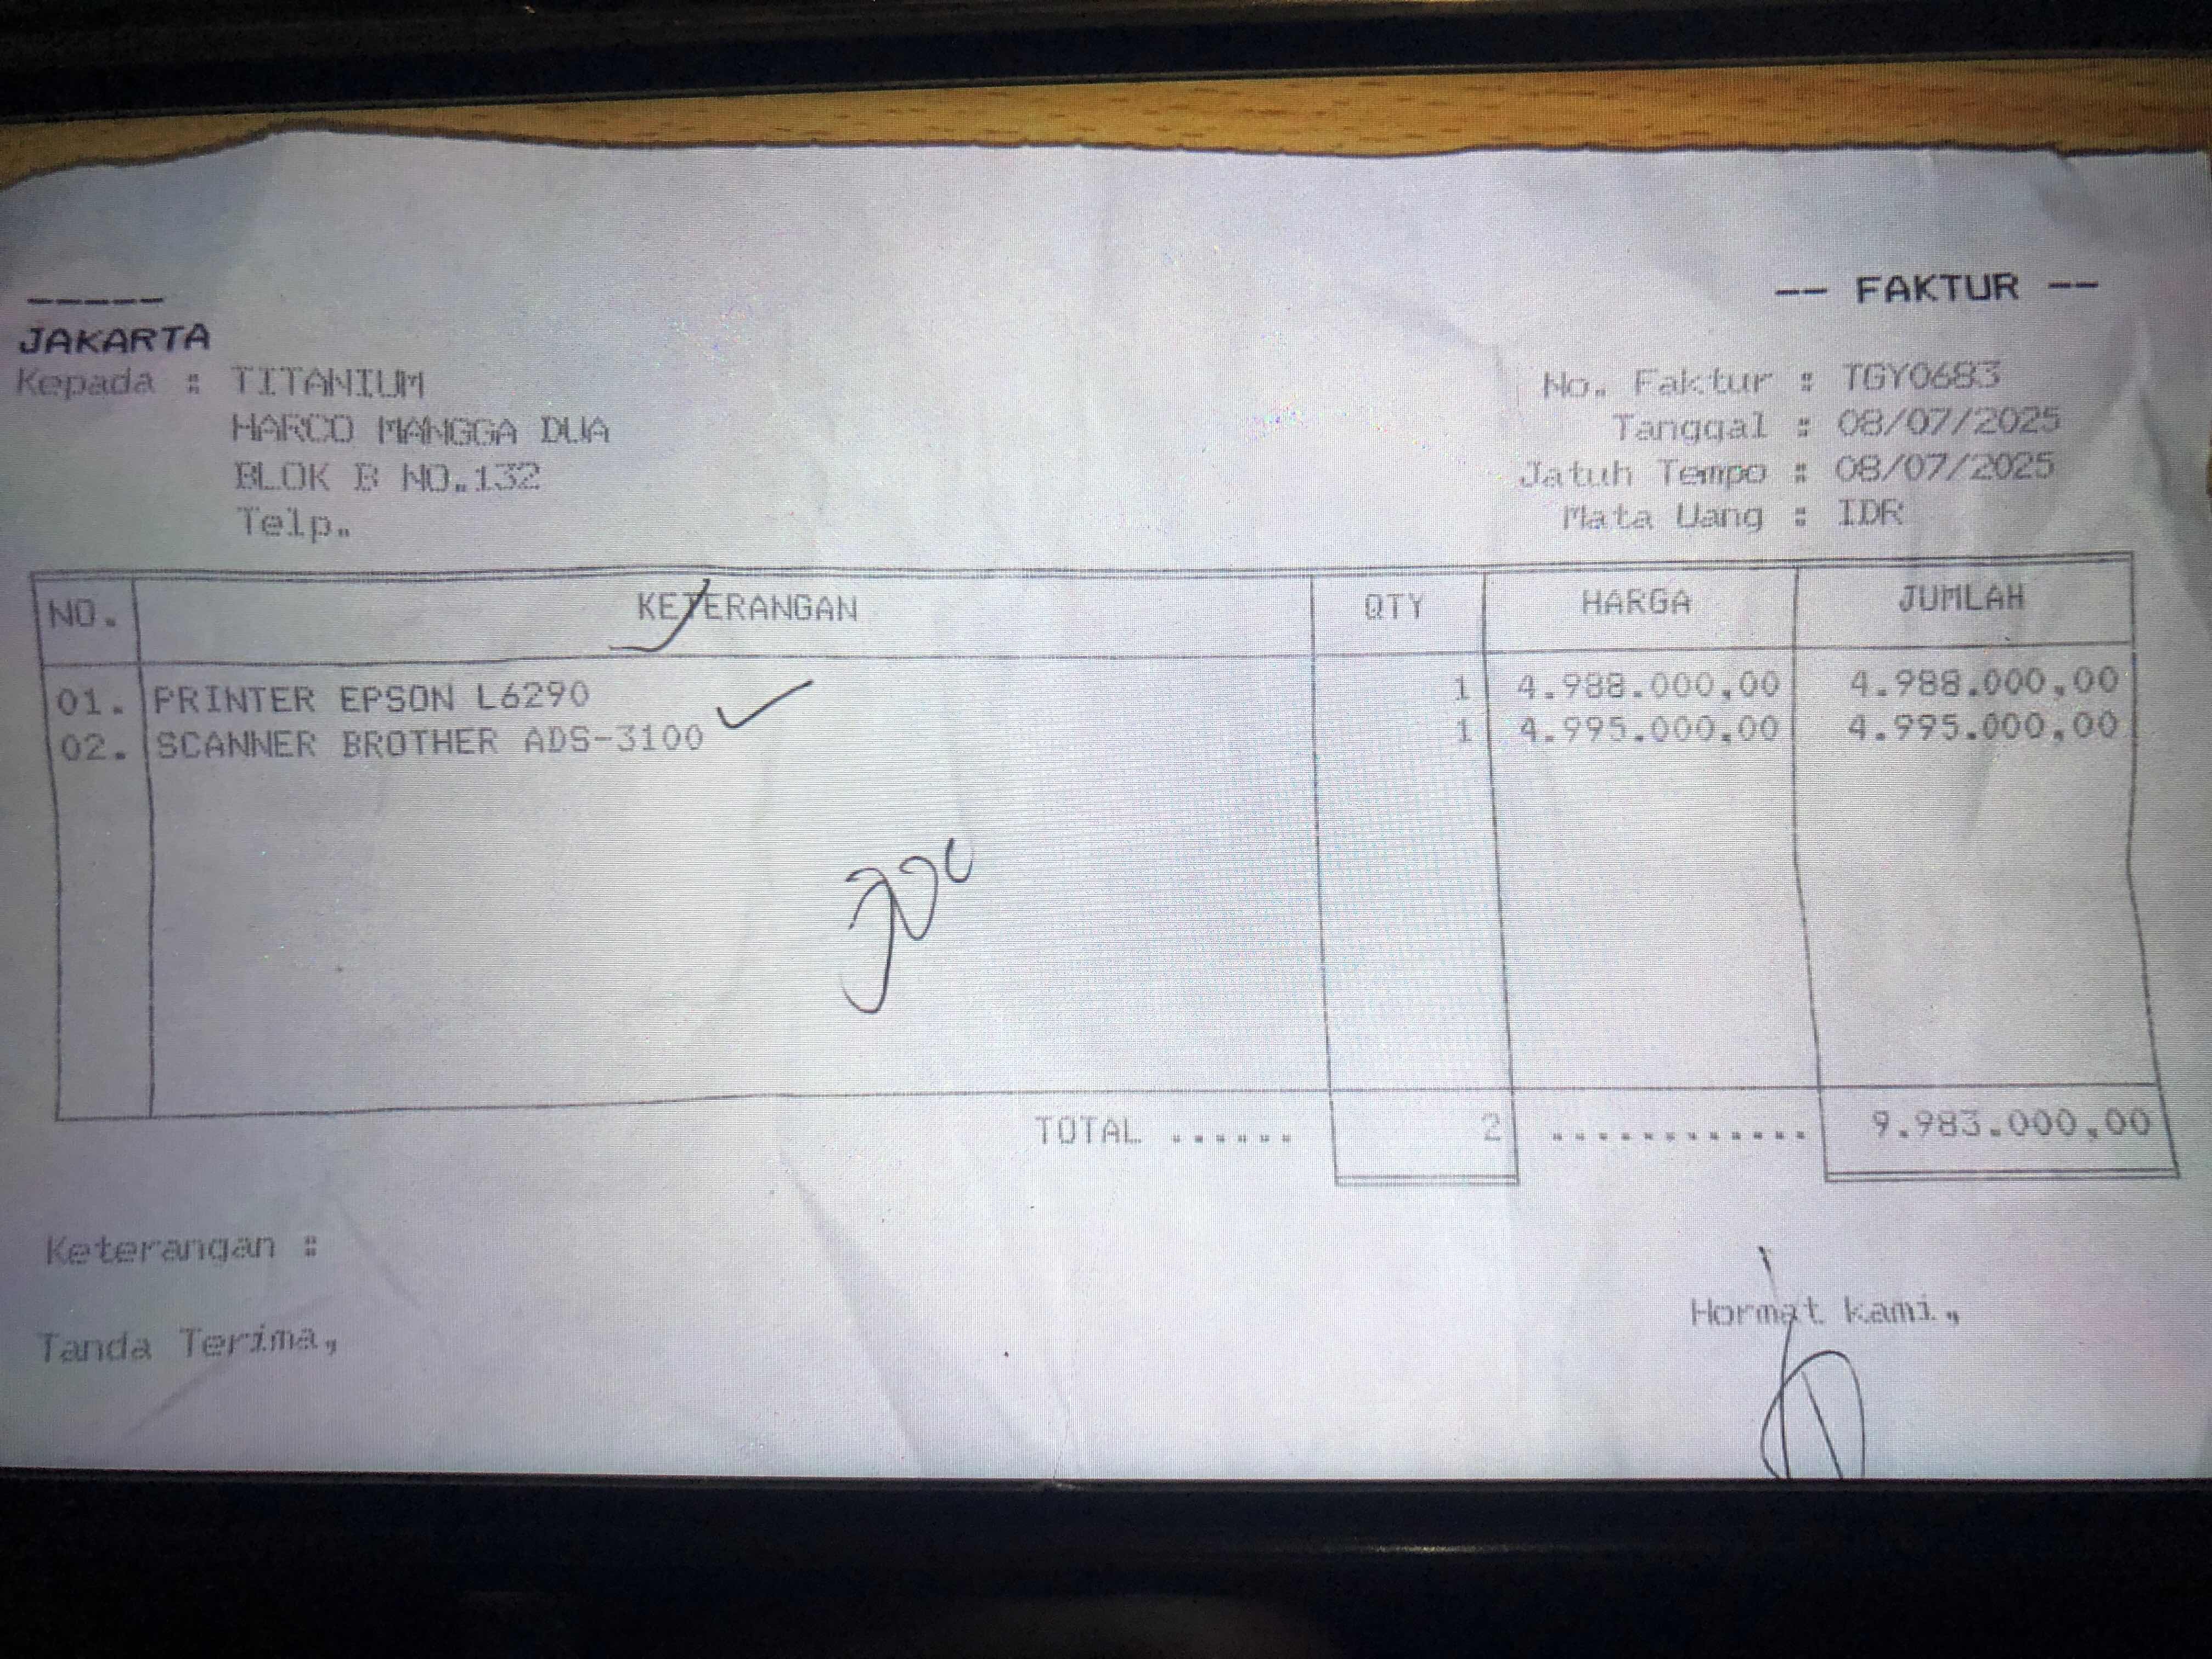 -- FAKTUR --
-----
JAKARTA
Kepada : TITANIUM
HARCO MANGGA DUA
BLOK B NO.132
Telp.
No. Faktur : TGY0683
Tanggal : 08/07/2025
Jatuh Tempo : 08/07/2025
Mata Uang : IDR
NO. KETERANGAN QTY HARGA JUMLAH
01. PRINTER EPSON L6290 1 4.988.000,00 4.988.000,00
02. SCANNER BROTHER ADS-3100 1 4.995.000,00 4.995.000,00
TOTAL ...... 2 ............ 9.983.000,00
Keterangan :
Tanda Terima,
Hormat kami,